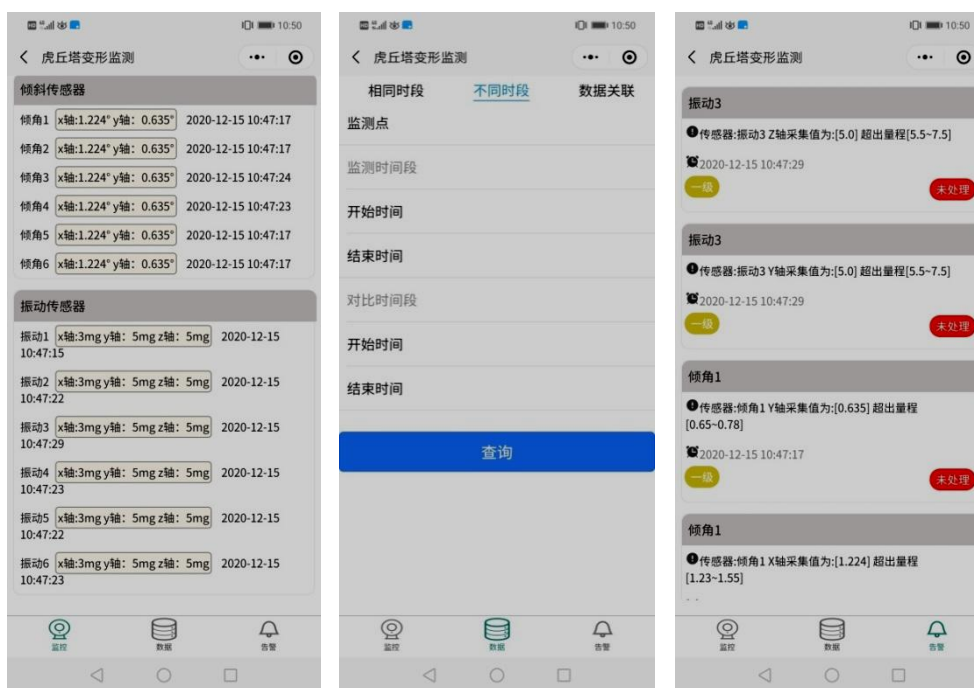 10:50
虎丘塔变形监测
倾斜传感器
倾角1 x轴:1.224° y轴：0.635° 2020-12-15 10:47:17
倾角2 x轴:1.224° y轴：0.635° 2020-12-15 10:47:17
倾角3 x轴:1.224° y轴：0.635° 2020-12-15 10:47:24
倾角4 x轴:1.224° y轴：0.635° 2020-12-15 10:47:23
倾角5 x轴:1.224° y轴：0.635° 2020-12-15 10:47:17
倾角6 x轴:1.224° y轴：0.635° 2020-12-15 10:47:17
振动传感器
振动1 x轴:3mg y轴：5mg z轴：5mg 2020-12-15
10:47:15
振动2 x轴:3mg y轴：5mg z轴：5mg 2020-12-15
10:47:22
振动3 x轴:3mg y轴：5mg z轴：5mg 2020-12-15
10:47:29
振动4 x轴:3mg y轴：5mg z轴：5mg 2020-12-15
10:47:23
振动5 x轴:3mg y轴：5mg z轴：5mg 2020-12-15
10:47:22
振动6 x轴:3mg y轴：5mg z轴：5mg 2020-12-15
10:47:23
监控 数据 告警
10:50
虎丘塔变形监测
相同时段 不同时段 数据关联
监测点
监测时间段
开始时间
结束时间
对比时间段
开始时间
结束时间
查询
监控 数据 告警
10:50
虎丘塔变形监测
振动3
传感器:振动3 Z轴采集值为:[5.0] 超出量程[5.5~7.5]
2020-12-15 10:47:29
一级 未处理
振动3
传感器:振动3 Y轴采集值为:[5.0] 超出量程[5.5~7.5]
2020-12-15 10:47:29
一级 未处理
倾角1
传感器:倾角1 Y轴采集值为:[0.635] 超出量程
[0.65~0.78]
2020-12-15 10:47:17
一级 未处理
倾角1
传感器:倾角1 X轴采集值为:[1.224] 超出量程
[1.23~1.55]
监控 数据 告警